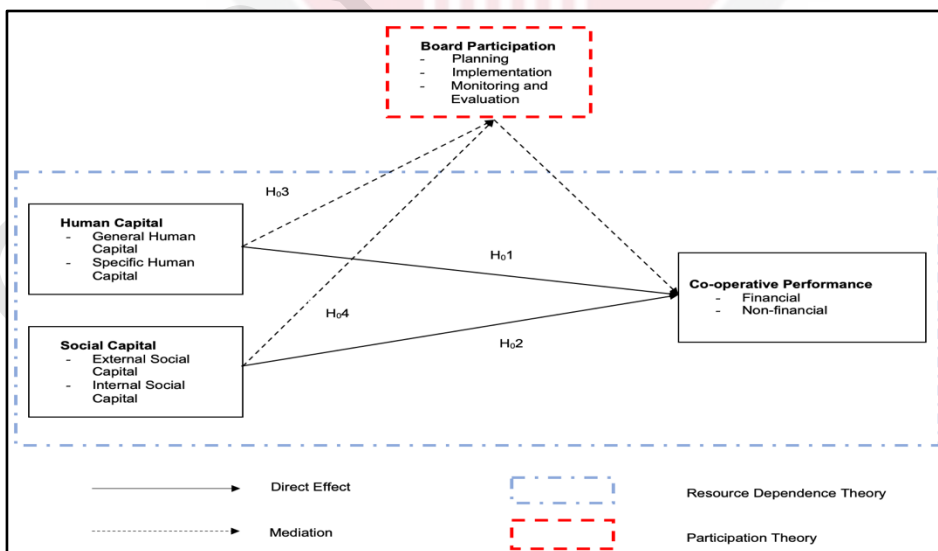 Board Participation
- Planning
- Implementation
- Monitoring and
Evaluation
H₀3
Human Capital
- General Human
Capital
- Specific Human
Capital
H₀1
Co-operative Performance
- Financial
- Non-financial
H₀4
Social Capital
- External Social
Capital
- Internal Social
Capital
H₀2
Direct Effect
Resource Dependence Theory
Mediation
Participation Theory